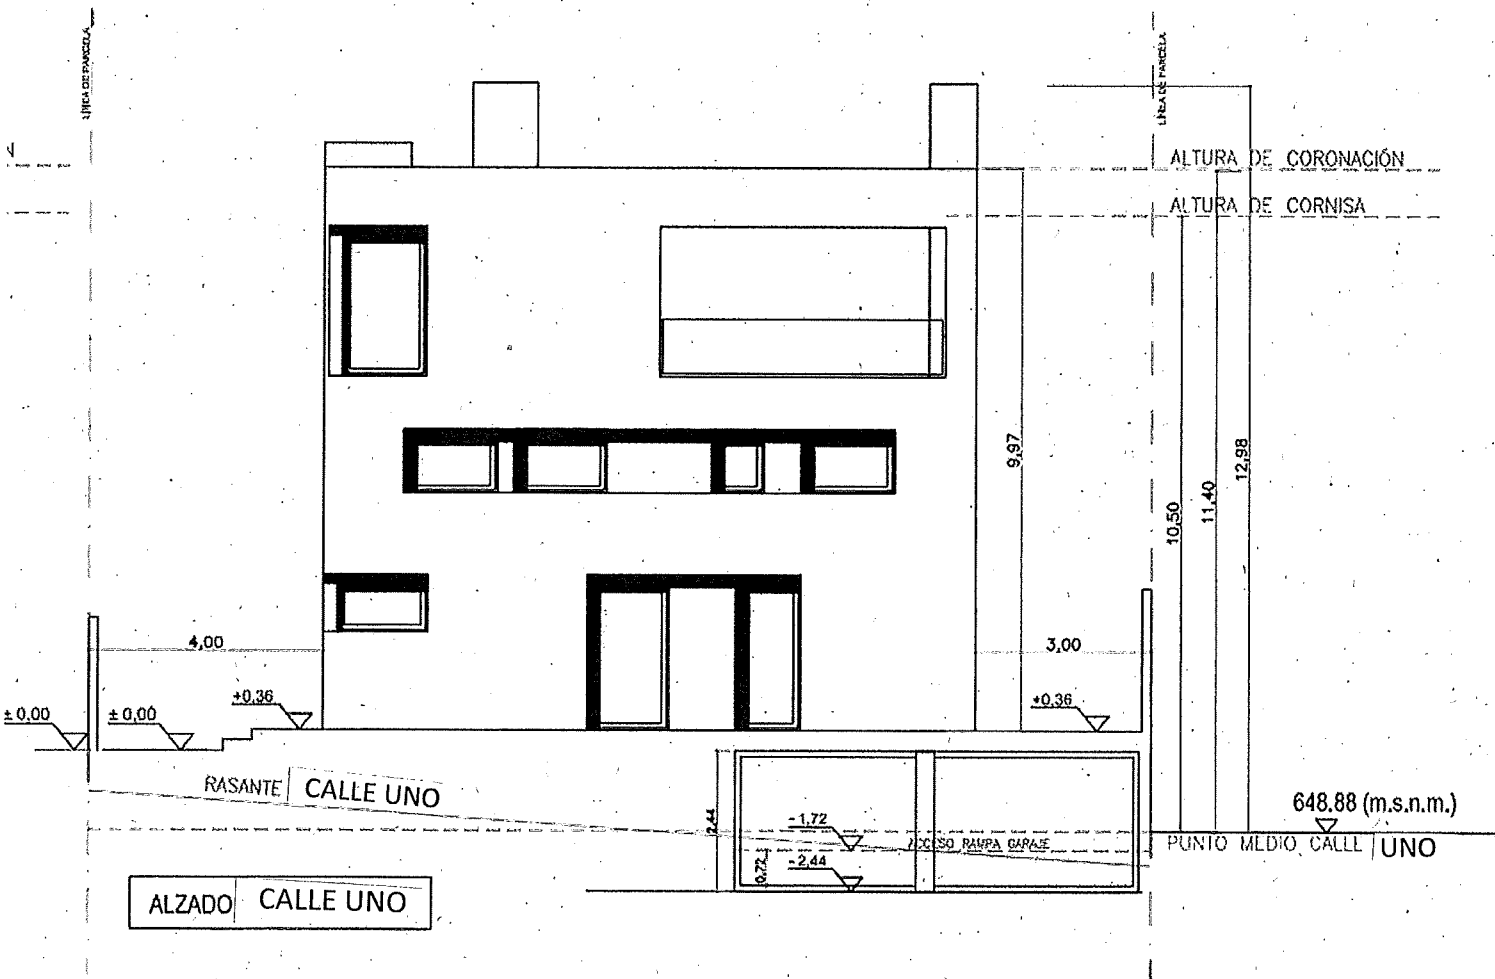 LÍNEA DE PARCELA
LÍNEA DE PARCELA
N
ALTURA DE CORONACIÓN
ALTURA DE CORNISA
9,97
12,98
11,40
10,50
4,00
3,00
±0,00
±0,00
+0,36
+0,36
RASANTE CALLE UNO
648.88 (m.s.n.m.)
2,44
-1,72
ACCESO RAMPA GARAJE
PUNTO MEDIO CALLE UNO
0,72
-2,44
ALZADO CALLE UNO